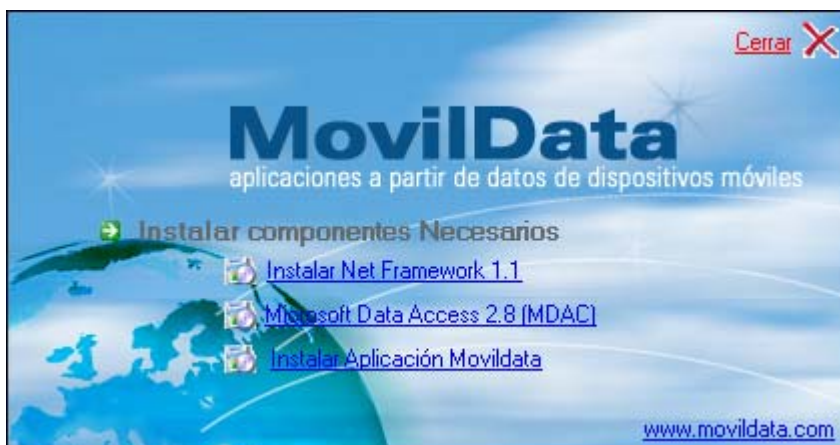 Cerrar
MovilData
aplicaciones a partir de datos de dispositivos móviles
Instalar componentes Necesarios
Instalar Net Framework 1.1
Microsoft Data Access 2.8 (MDAC)
Instalar Aplicación Movildata
www.movildata.com